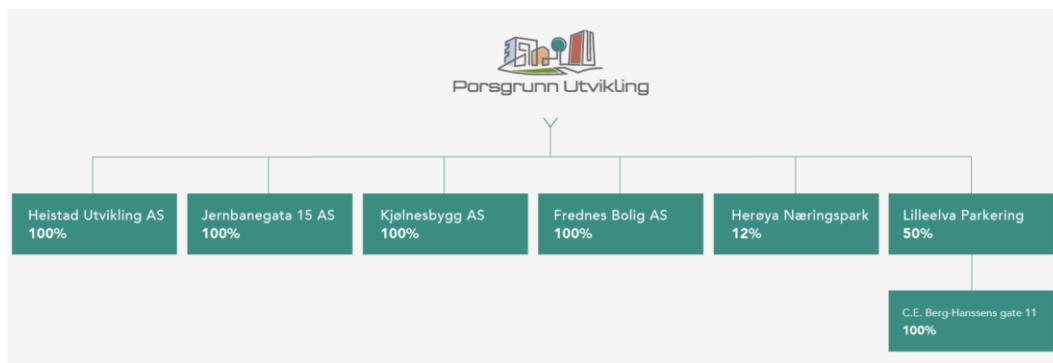 Porsgrunn Utvikling
Heistad Utvikling AS
100%
Jernbanegata 15 AS
100%
Kjølnesbygg AS
100%
Frednes Bolig AS
100%
Herøya Næringspark
12%
Lilleelva Parkering
50%
C.E. Berg-Hanssens gate 11
100%